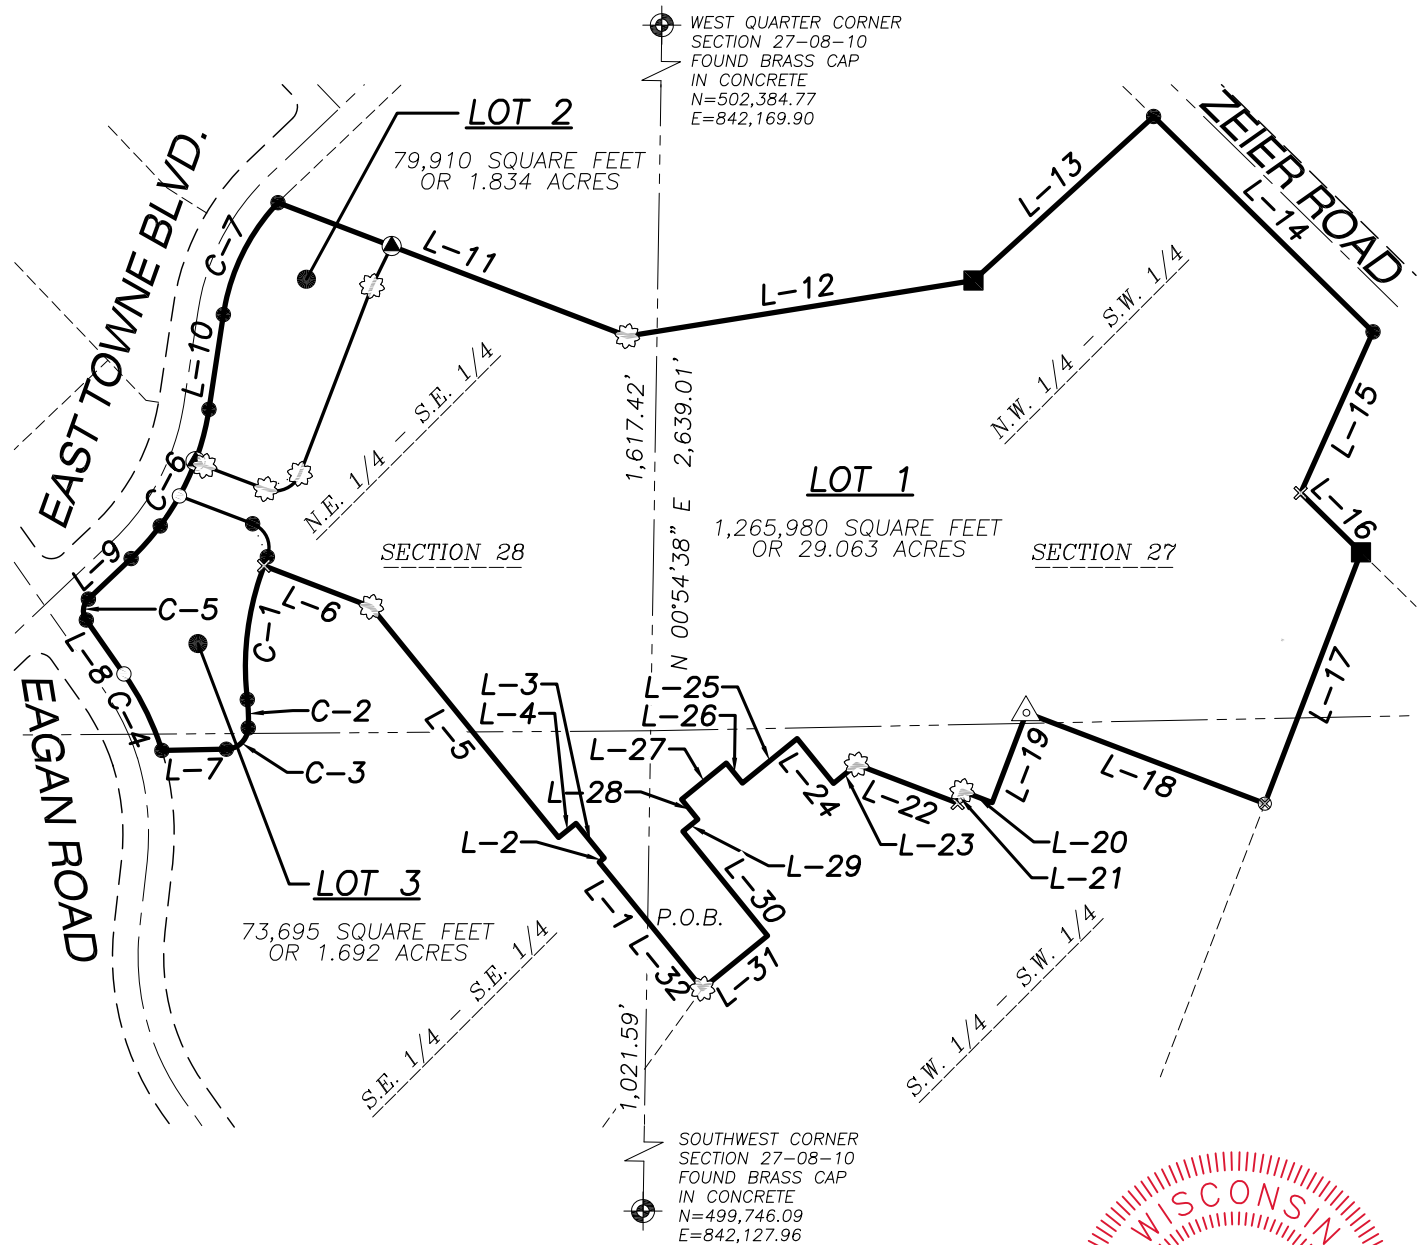 WEST QUARTER CORNER
SECTION 27-08-10
FOUND BRASS CAP
IN CONCRETE
N=502,384.77
E=842,169.90
LOT 2
79,910 SQUARE FEET
OR 1.834 ACRES
EAST TOWNE BLVD.
ZEIER ROAD
C-7
L-11
L-12
L-13
L-14
L-10
L-15
N.E. 1/4 - S.E. 1/4
N.W. 1/4 - S.W. 1/4
1,617.42'
N 00°54'38" E 2,639.01'
C-6
LOT 1
1,265,980 SQUARE FEET
OR 29.063 ACRES
SECTION 28
SECTION 27
L-16
L-9
C-5
L-6
C-1
L-8
C-4
L-7
C-2
C-3
L-5
L-3
L-4
L-25
L-26
L-27
L-28
L-24
L-22
L-19
L-18
L-17
L-2
L-29
L-23
L-20
L-21
EAGAN ROAD
LOT 3
73,695 SQUARE FEET
OR 1.692 ACRES
L-1
P.O.B.
L-30
L-32
L-31
S.E. 1/4 - S.E. 1/4
S.W. 1/4 - S.W. 1/4
1,021.59'
SOUTHWEST CORNER
SECTION 27-08-10
FOUND BRASS CAP
IN CONCRETE
N=499,746.09
E=842,127.96
WISCONSIN